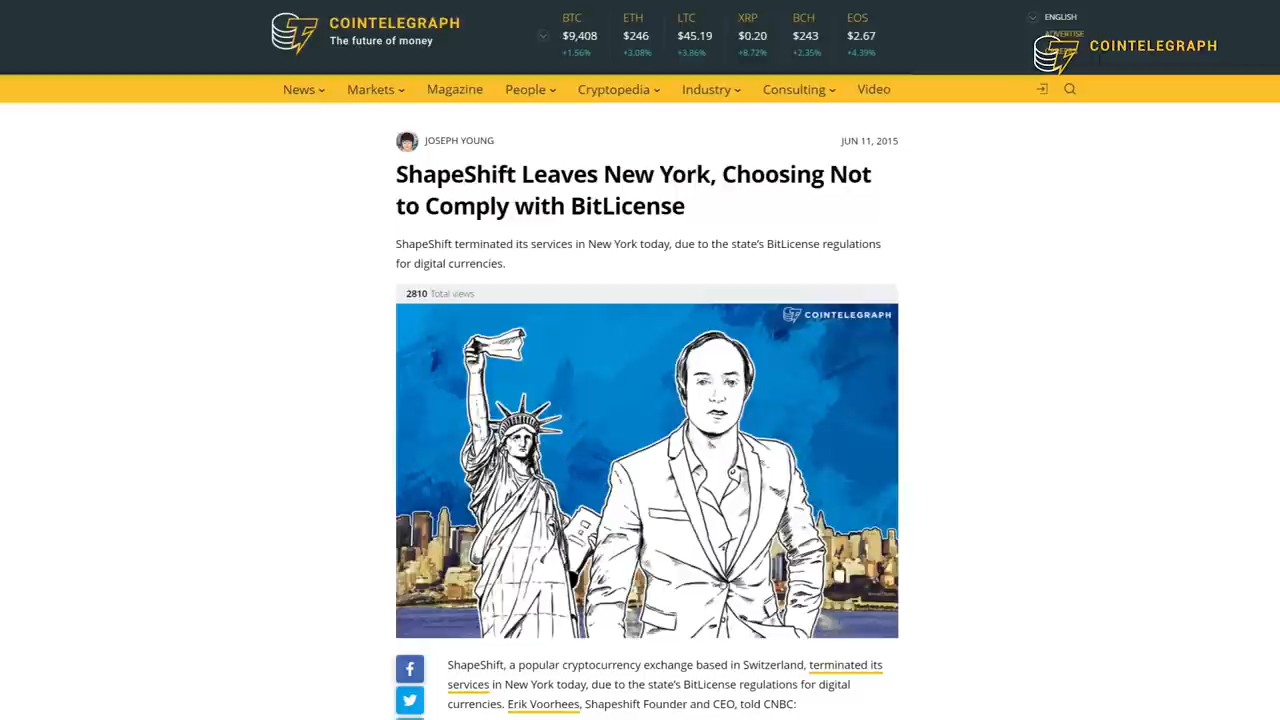 COINTELEGRAPH
The future of money
BTC ETH LTC XRP BCH EOS
$9,408 $246 $45.19 $0.20 $243 $2.67
+1.56% +3.08% +3.86% +8.72% +2.35% +4.39%
ENGLISH
ADVERTISE
COINTELEGRAPH
News Markets Magazine People Cryptopedia Industry Consulting Video
JOSEPH YOUNG JUN 11, 2015
ShapeShift Leaves New York, Choosing Not
to Comply with BitLicense
ShapeShift terminated its services in New York today, due to the state's BitLicense regulations
for digital currencies.
2810 Total views
COINTELEGRAPH
ShapeShift, a popular cryptocurrency exchange based in Switzerland, terminated its
services in New York today, due to the state's BitLicense regulations for digital
currencies. Erik Voorhees, Shapeshift Founder and CEO, told CNBC: